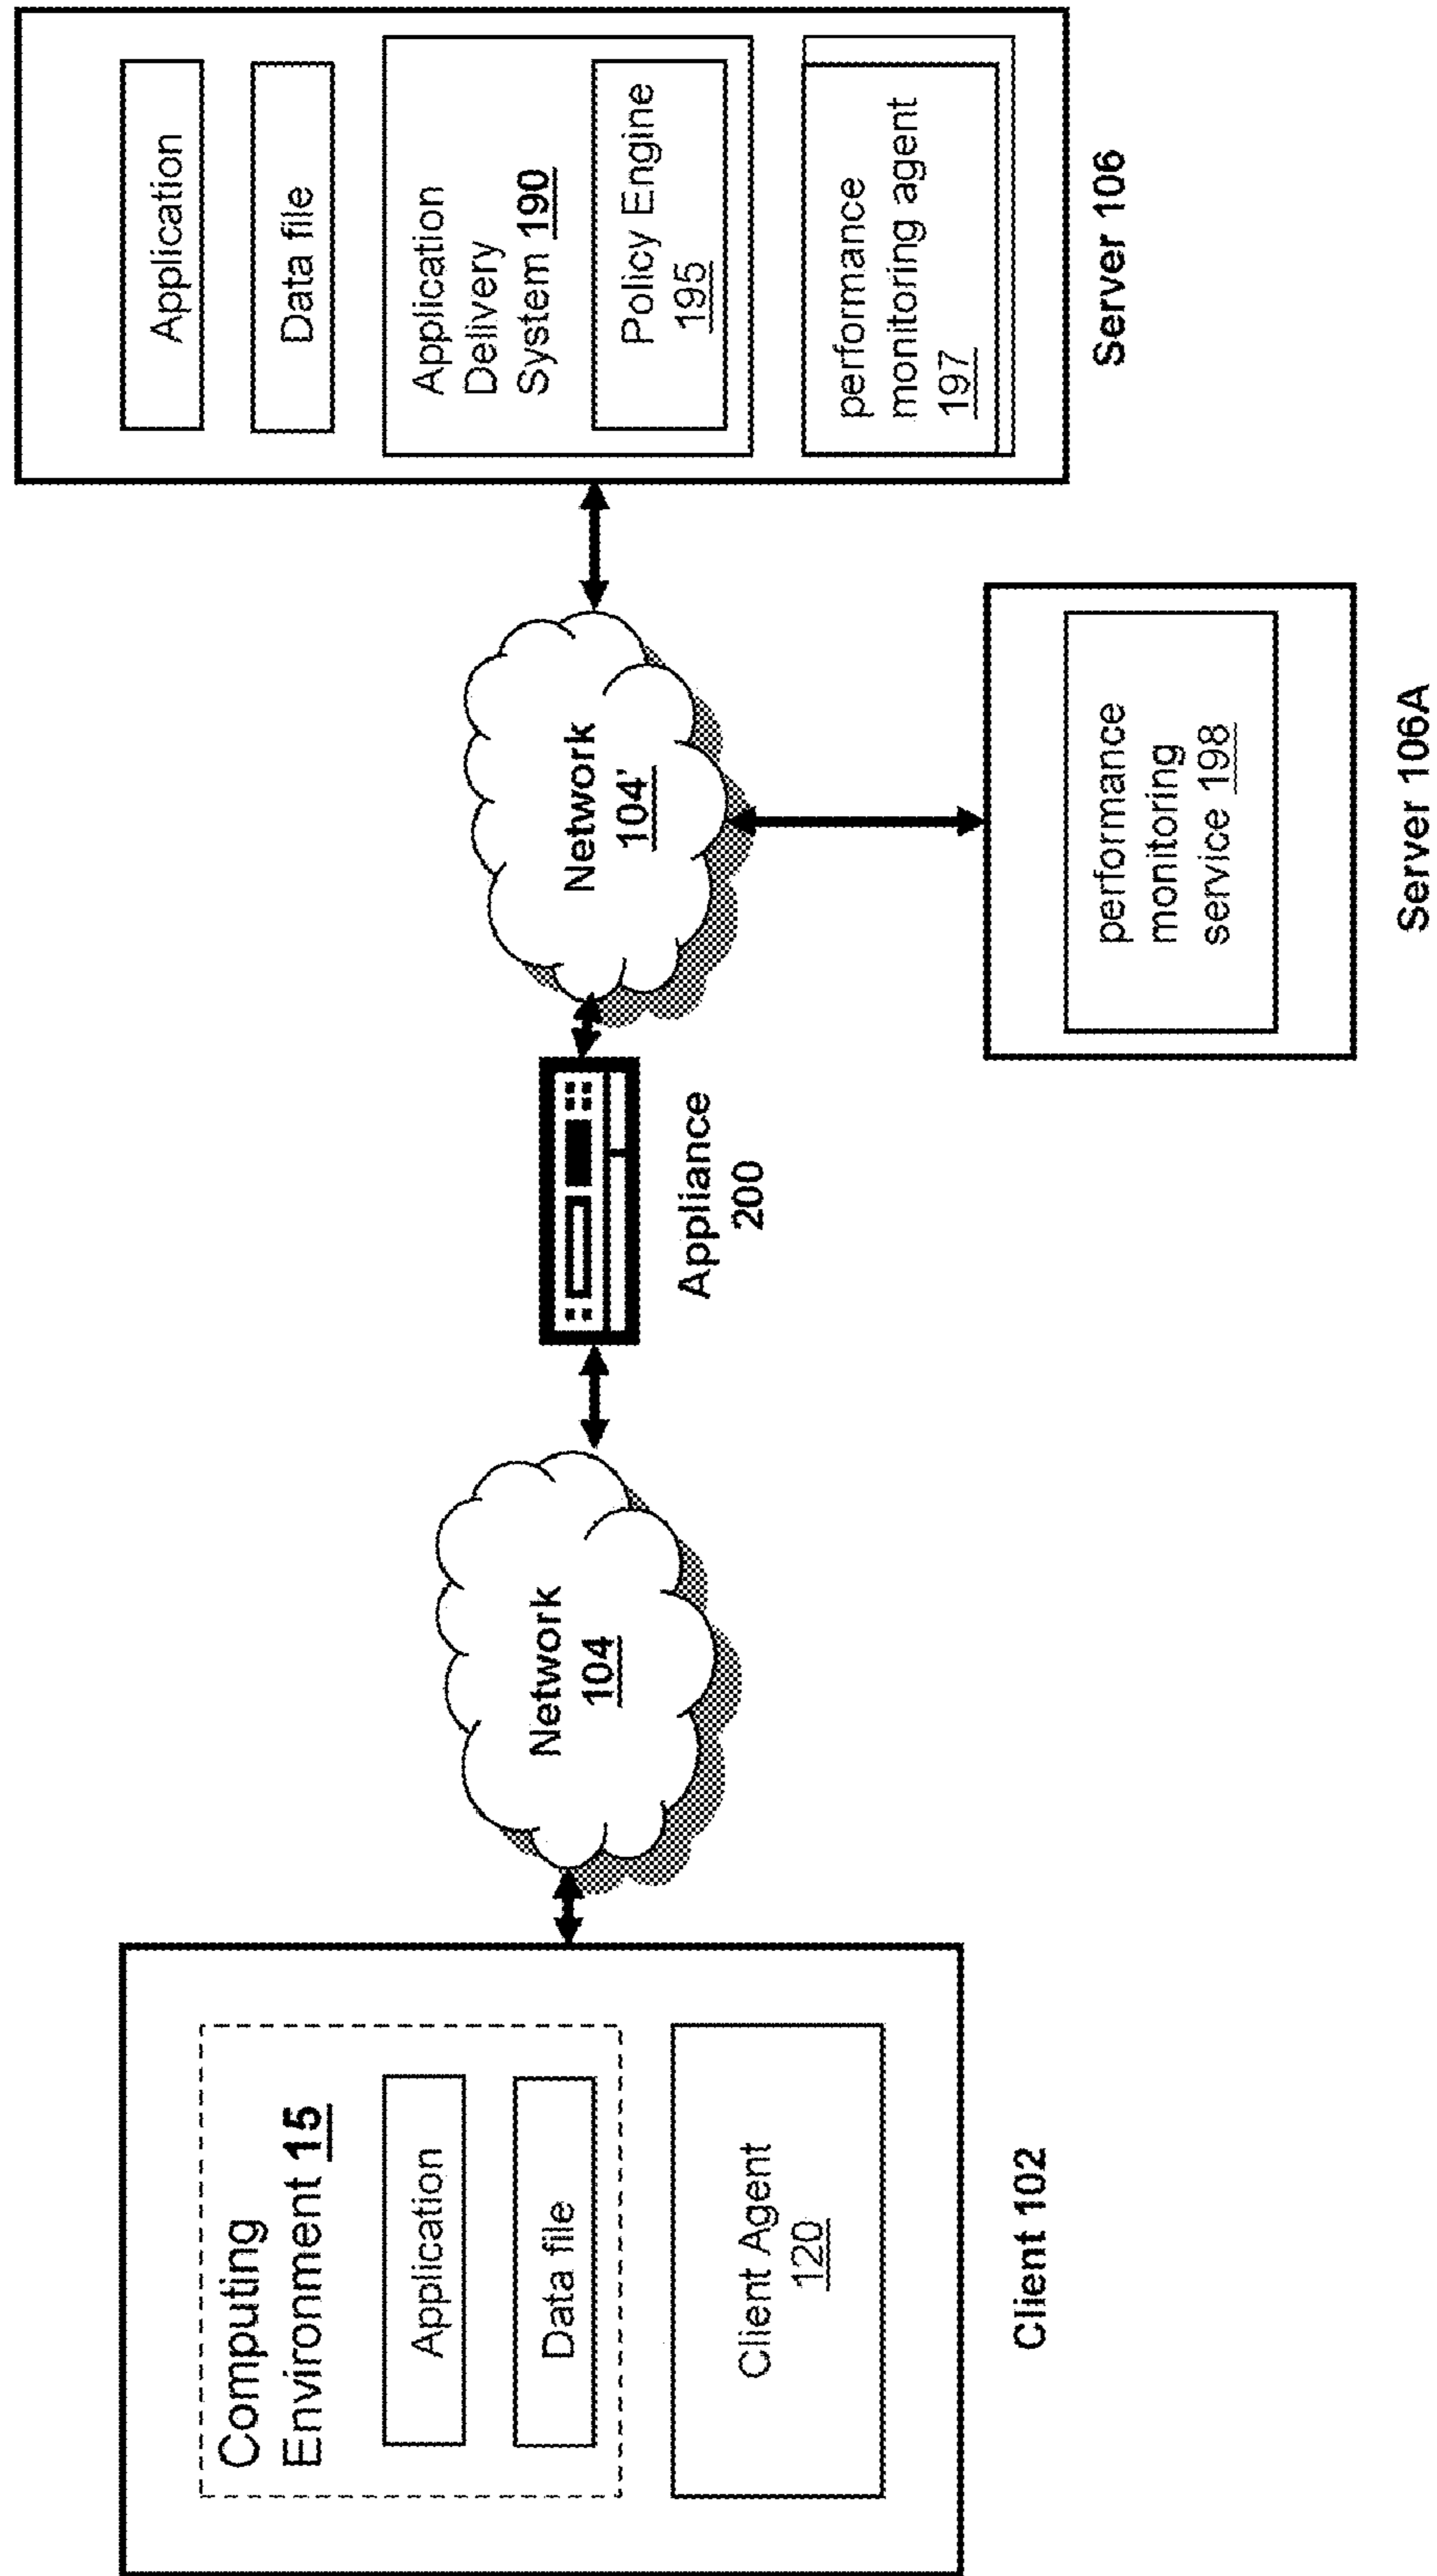 Computing
Environment 15
Application
Data file
Client Agent
120
Client 102
Network
104
Appliance
200
Network
104'
performance
monitoring
service 198
Server 106A
Application
Data file
Application
Delivery
System 190
Policy Engine
195
performance
monitoring agent
197
Server 106